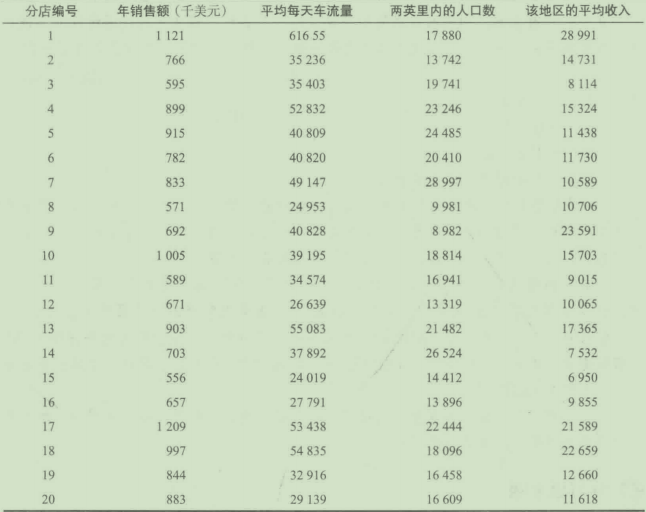 分店编号 年销售额（千美元） 平均每天车流量 两英里内的人口数 该地区的平均收入
1 1 121 616 55 17 880 28 991
2 766 35 236 13 742 14 731
3 595 35 403 19 741 8 114
4 899 52 832 23 246 15 324
5 915 40 809 24 485 11 438
6 782 40 820 20 410 11 730
7 833 49 147 28 997 10 589
8 571 24 953 9 981 10 706
9 692 40 828 8 982 23 591
10 1 005 39 195 18 814 15 703
11 589 34 574 16 941 9 015
12 671 26 639 13 319 10 065
13 903 55 083 21 482 17 365
14 703 37 892 26 524 7 532
15 556 24 019 14 412 6 950
16 657 27 791 13 896 9 855
17 1 209 53 438 22 444 21 589
18 997 54 835 18 096 22 659
19 844 32 916 16 458 12 660
20 883 29 139 16 609 11 618